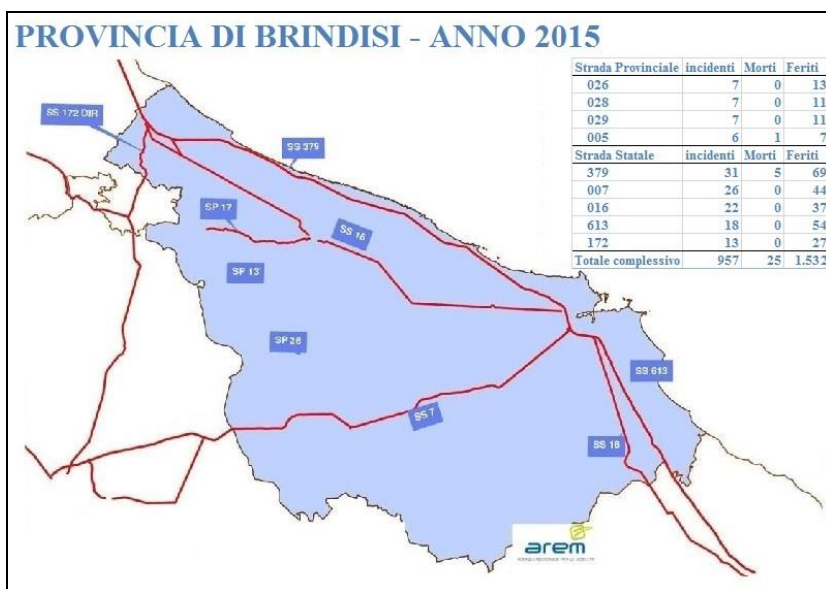 PROVINCIA DI BRINDISI - ANNO 2015
Strada Provinciale incidenti Morti Feriti
026 7 0 13
028 7 0 11
029 7 0 11
005 6 1 7
Strada Statale incidenti Morti Feriti
379 31 5 69
007 26 0 44
016 22 0 37
613 18 0 54
172 13 0 27
Totale complessivo 957 25 1.532
SS 172 DIR
SS 379
SP 17
SS 16
SP 13
SP 26
SS 613
SS 7
SS 16
arem